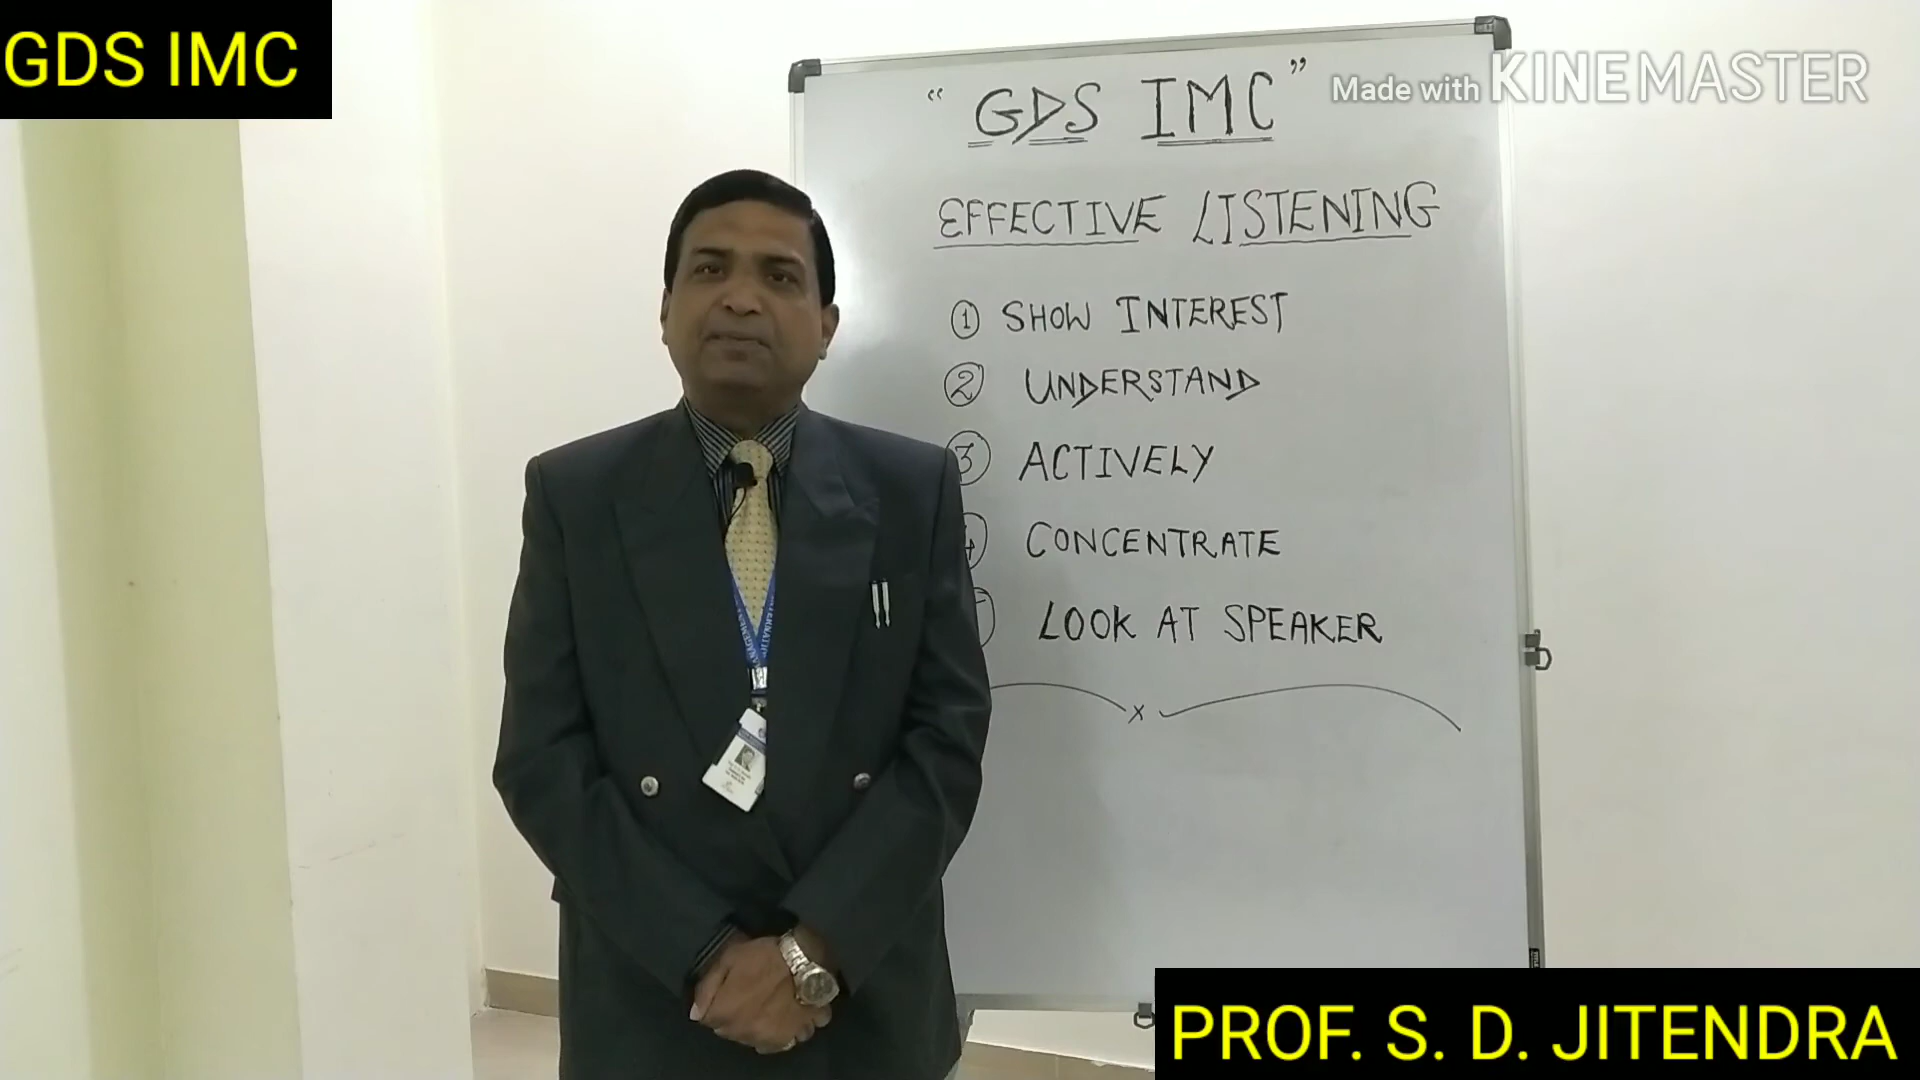 GDS IMC
Made with KINEMASTER
"GDS IMC"
EFFECTIVE LISTENING
1 SHOW INTEREST
2 UNDERSTAND
3 ACTIVELY
4 CONCENTRATE
LOOK AT SPEAKER
x
PROF. S. D. JITENDRA